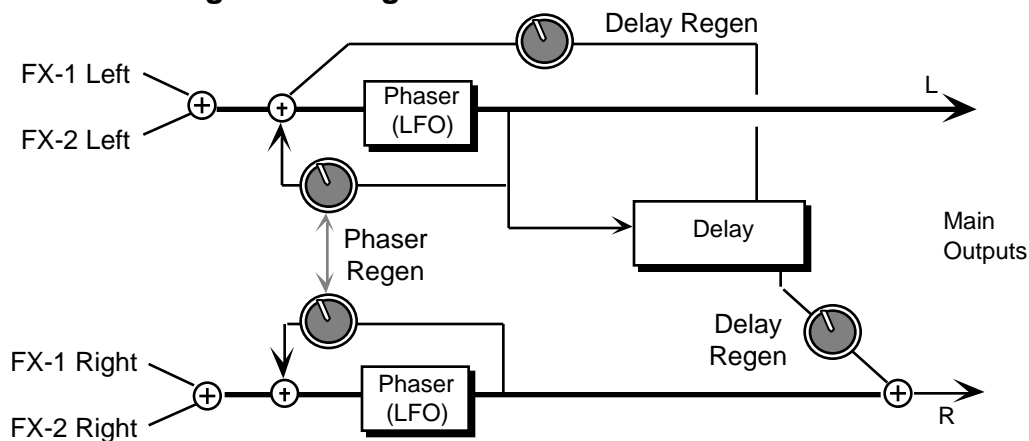 Delay Regen
FX-1 Left
FX-2 Left
Phaser
(LFO)
L
Phaser
Regen
Delay
Main
Outputs
Delay
Regen
FX-1 Right
FX-2 Right
Phaser
(LFO)
R